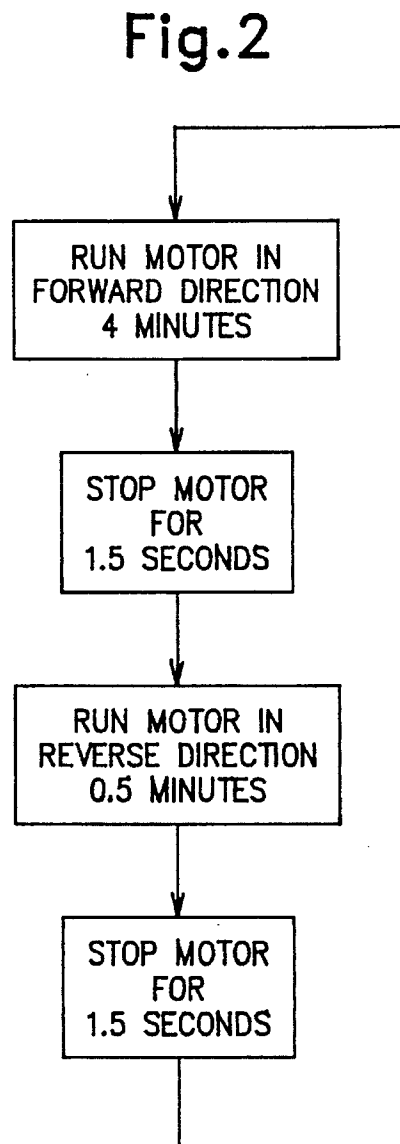 Fig.2
RUN MOTOR IN
FORWARD DIRECTION
4 MINUTES
STOP MOTOR
FOR
1.5 SECONDS
RUN MOTOR IN
REVERSE DIRECTION
0.5 MINUTES
STOP MOTOR
FOR
1.5 SECONDS